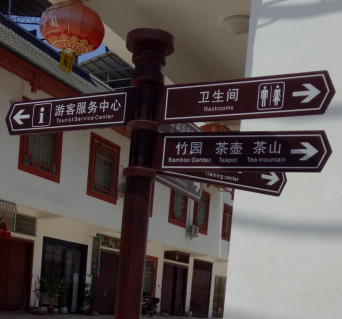 游客服务中心
Tourist Service Center
卫生间
Restrooms
竹园 茶壶 茶山
Bamboo Garden Teapot Tea mountain
Training center